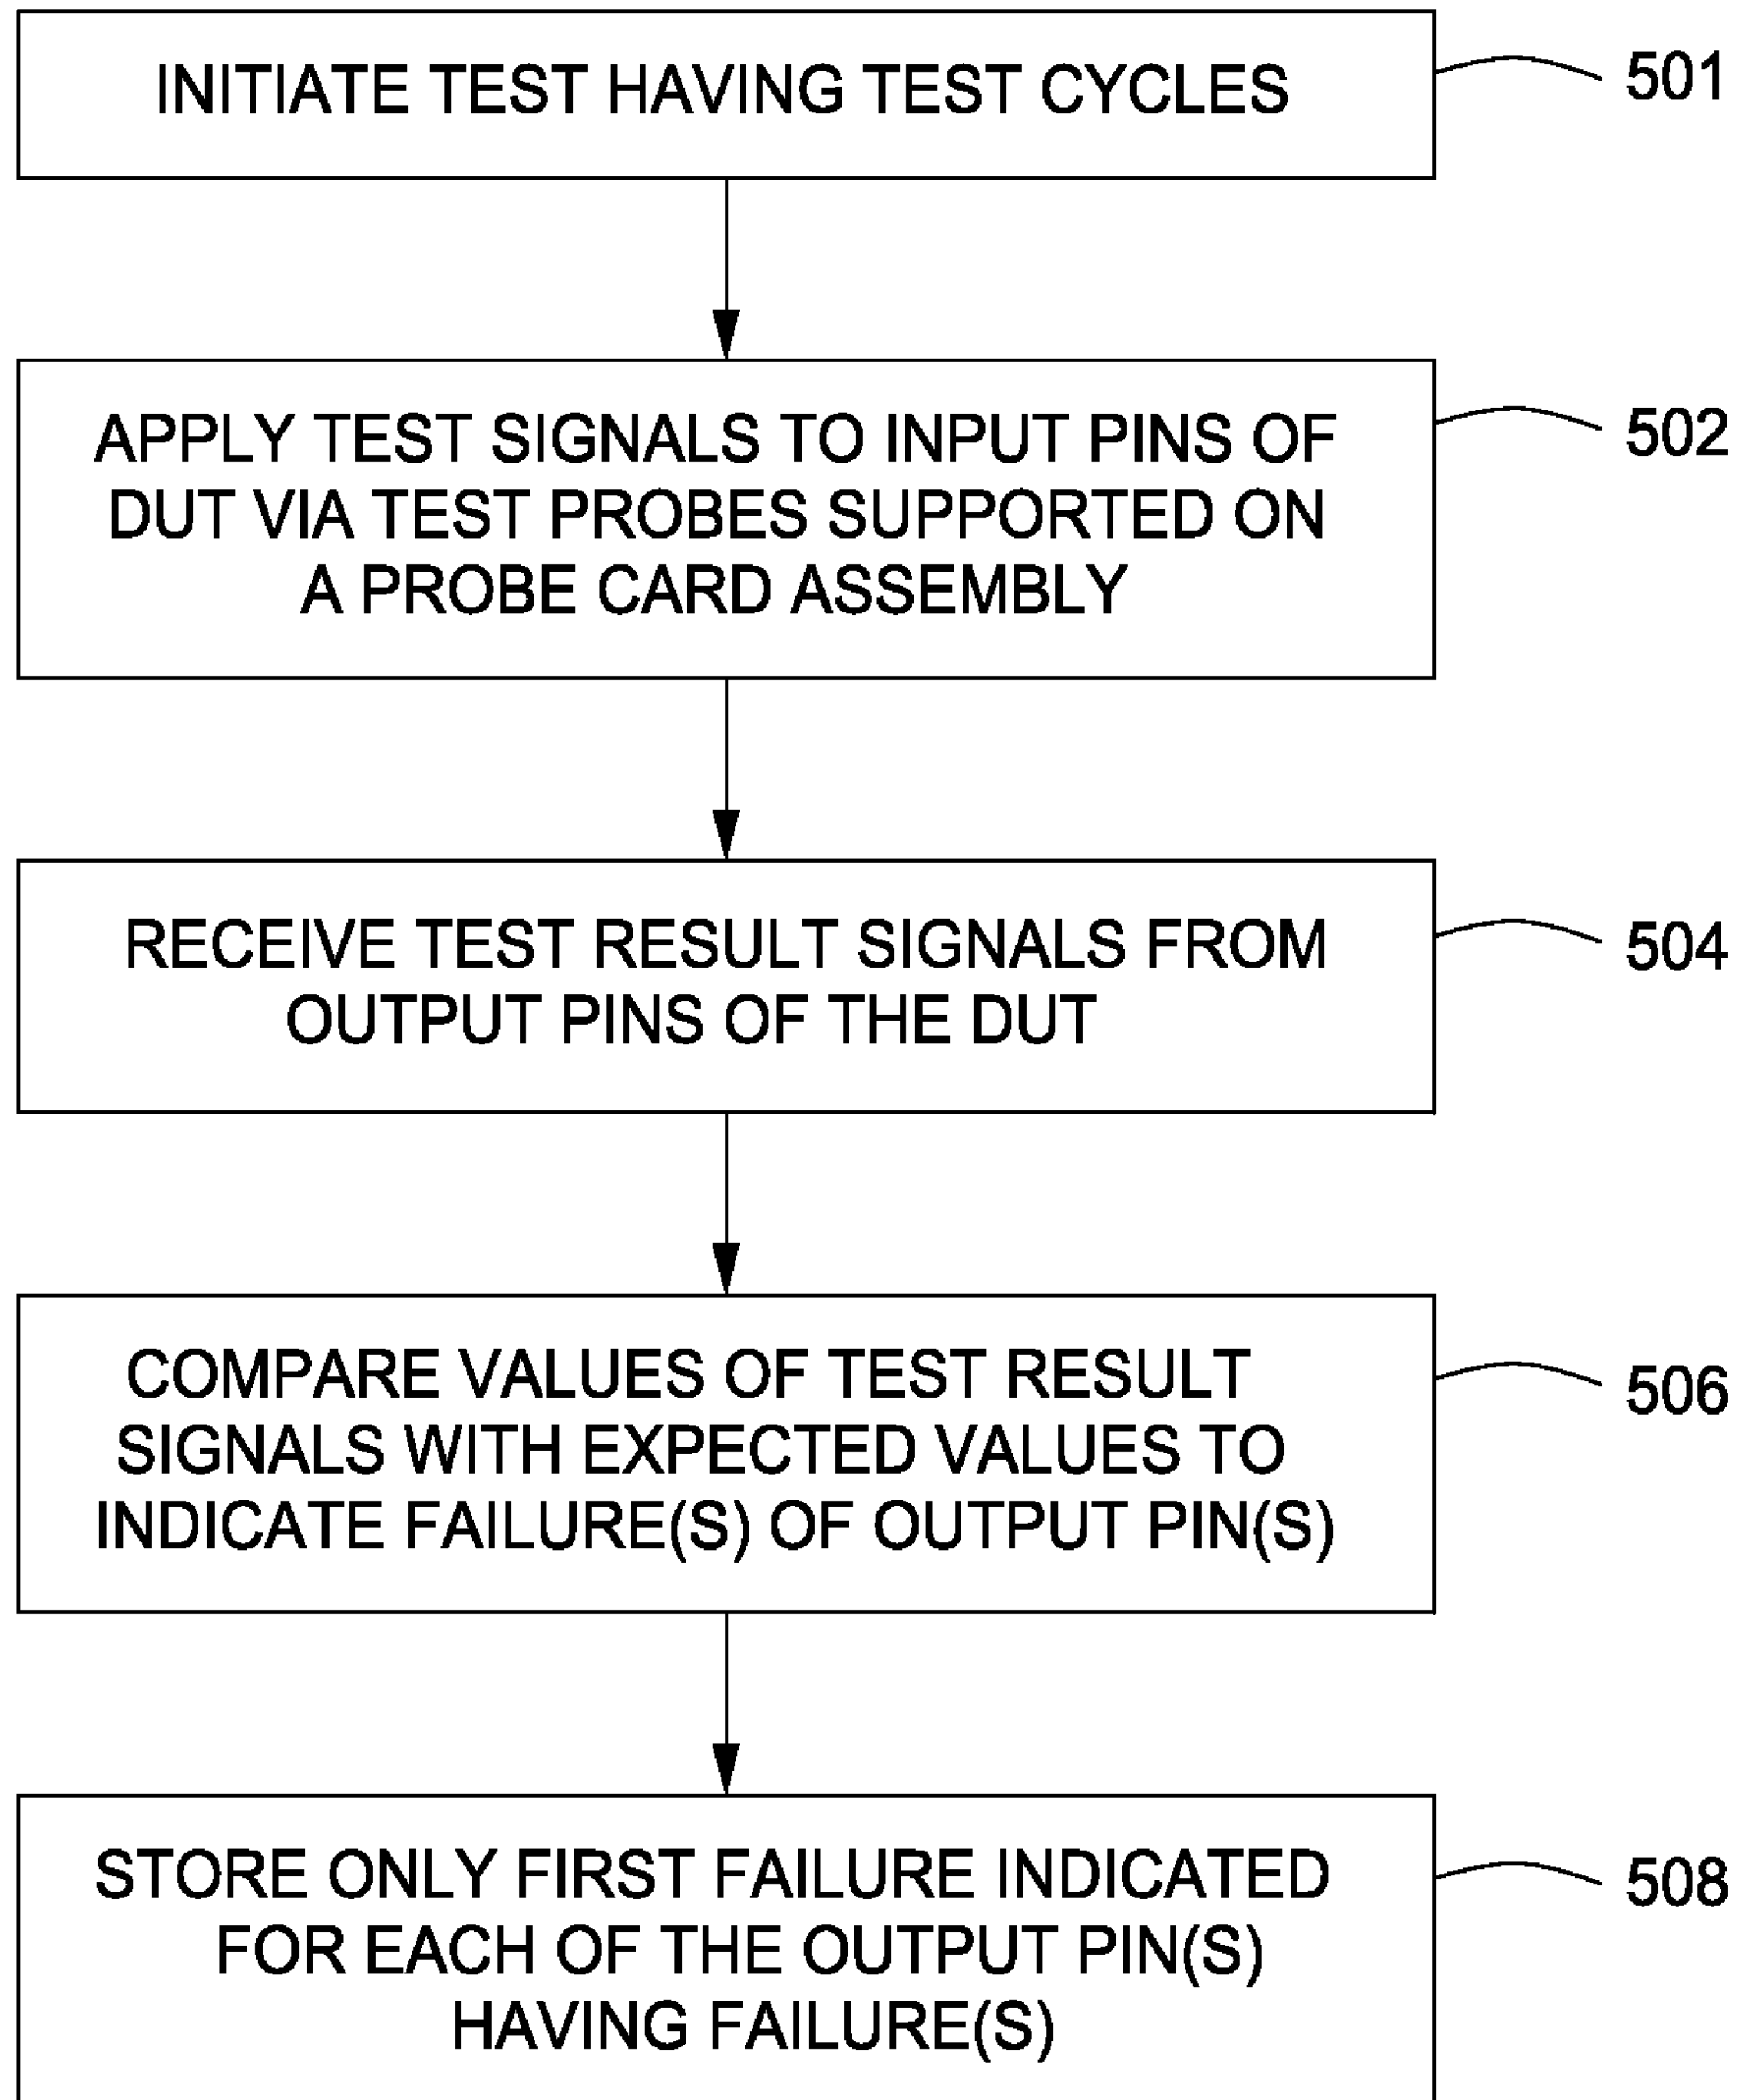 INITIATE TEST HAVING TEST CYCLES
501
APPLY TEST SIGNALS TO INPUT PINS OF
DUT VIA TEST PROBES SUPPORTED ON
A PROBE CARD ASSEMBLY
502
RECEIVE TEST RESULT SIGNALS FROM
OUTPUT PINS OF THE DUT
504
COMPARE VALUES OF TEST RESULT
SIGNALS WITH EXPECTED VALUES TO
INDICATE FAILURE(S) OF OUTPUT PIN(S)
506
STORE ONLY FIRST FAILURE INDICATED
FOR EACH OF THE OUTPUT PIN(S)
HAVING FAILURE(S)
508